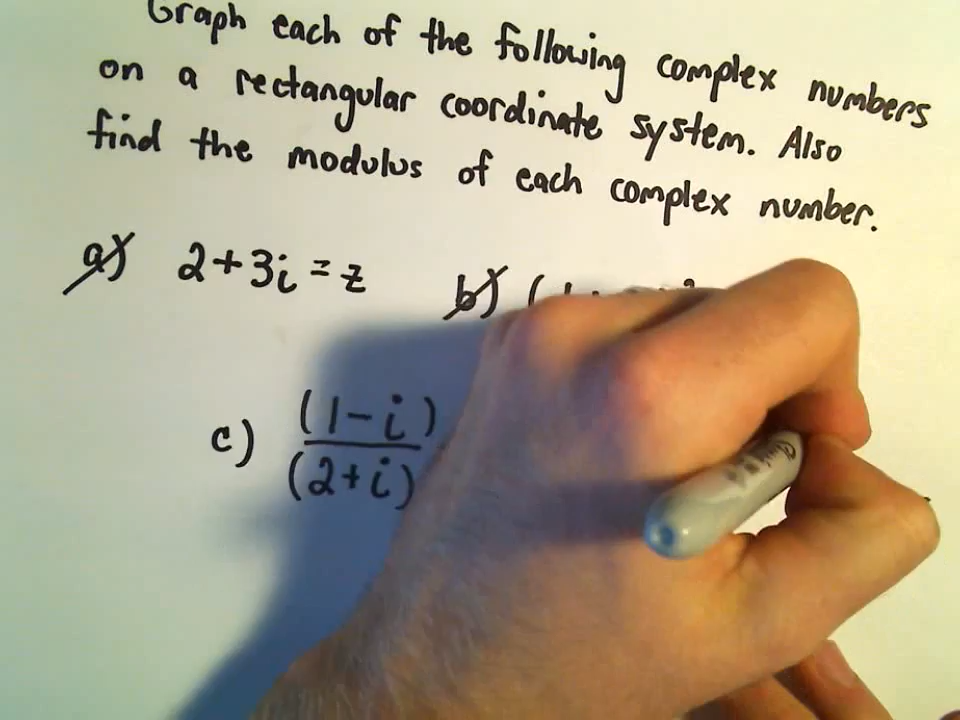 Graph each of the following complex numbers
on a rectangular coordinate system. Also
find the modulus of each complex number.
a) 2+3i = z b) (
c) (1-i)
(2+i)